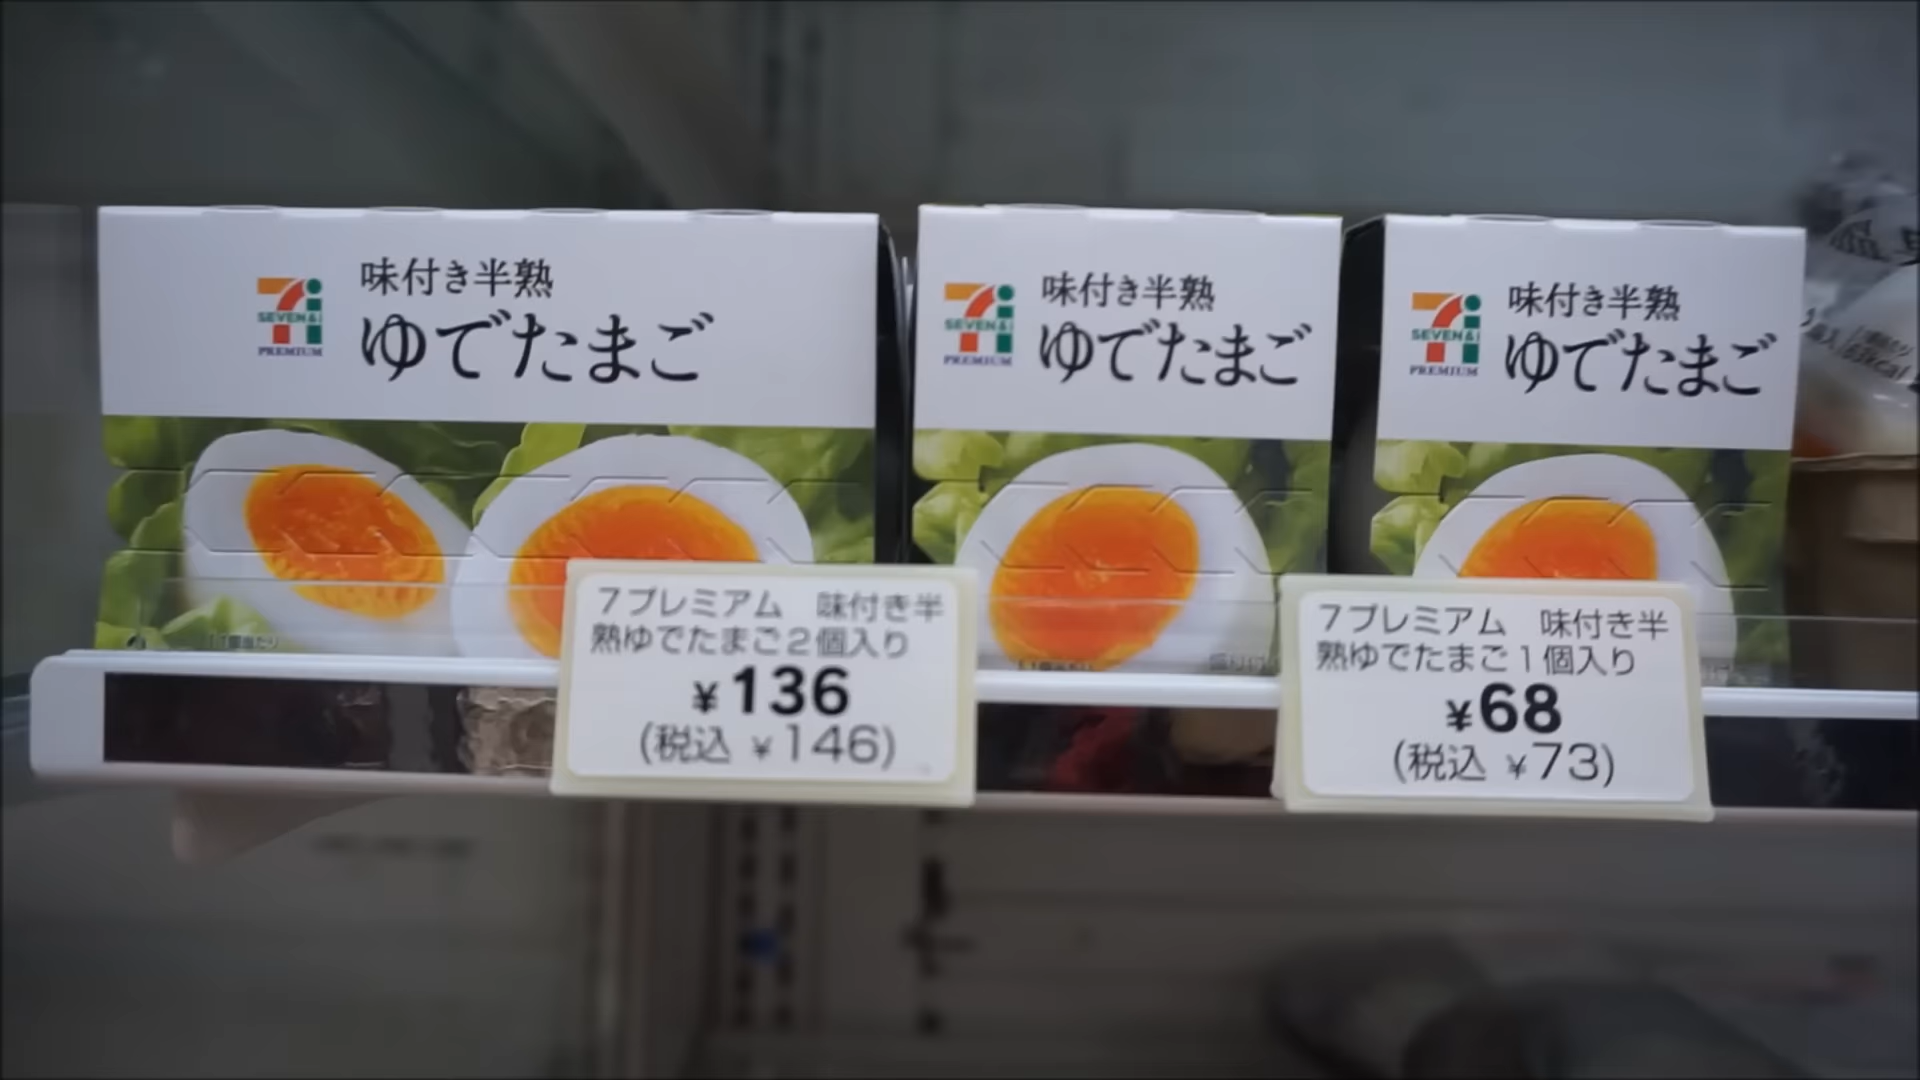 味付き半熟
ゆでたまご
SEVEN&i
PREMIUM
味付き半熟
ゆでたまご
SEVEN&i
PREMIUM
味付き半熟
ゆでたまご
SEVEN&i
PREMIUM
7プレミアム 味付き半
熟ゆでたまご2個入り
¥136
(税込 ¥146)
7プレミアム 味付き半
熟ゆでたまご1個入り
¥68
(税込 ¥73)